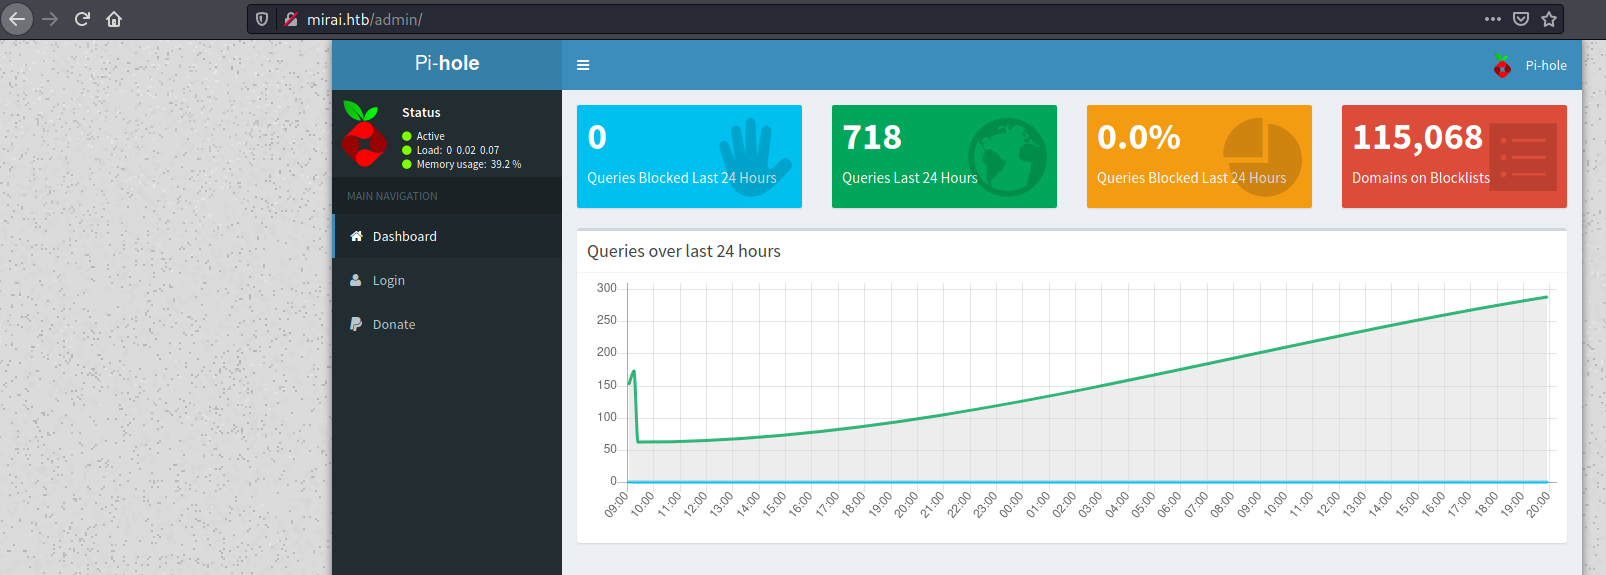 mirai.htb/admin/
Pi-hole
Pi-hole
Status
Active
Load: 0 0.02 0.07
Memory usage: 39.2 %
MAIN NAVIGATION
Dashboard
Login
Donate
0
Queries Blocked Last 24 Hours
718
Queries Last 24 Hours
0.0%
Queries Blocked Last 24 Hours
115,068
Domains on Blocklists
Queries over last 24 hours
300
250
200
150
100
50
0
09:00 10:00 11:00 12:00 13:00 14:00 15:00 16:00 17:00 18:00 19:00 20:00 21:00 22:00 23:00 00:00 01:00 02:00 03:00 04:00 05:00 06:00 07:00 08:00 09:00 10:00 11:00 12:00 13:00 14:00 15:00 16:00 17:00 18:00 19:00 20:00